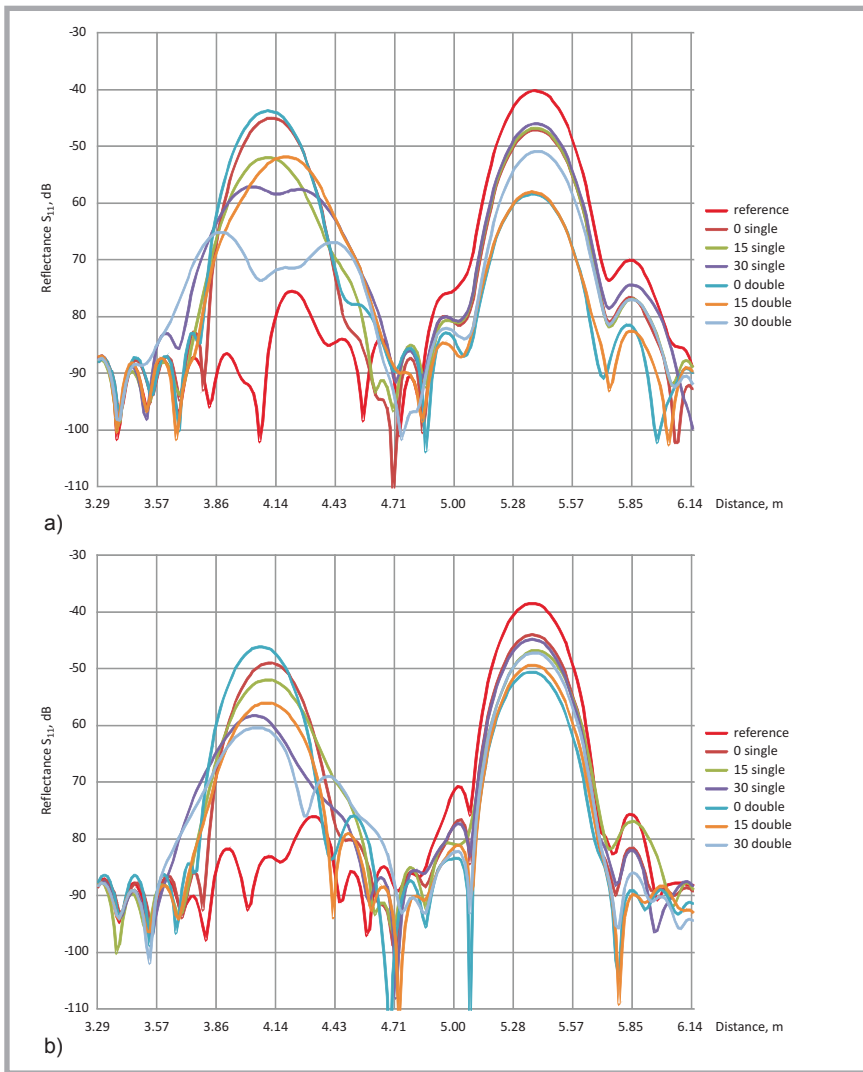 -30
-40
-50
-60
-70
-80
-90
-100
-110
Reflectance S₁₁, dB
3.29 3.57 3.86 4.14 4.43 4.71 5.00 5.28 5.57 5.85 6.14 Distance, m
reference
0 single
15 single
30 single
0 double
15 double
30 double
a)
-30
-40
-50
-60
-70
-80
-90
-100
-110
Reflectance S₁₁, dB
3.29 3.57 3.86 4.14 4.43 4.71 5.00 5.28 5.57 5.85 6.14 Distance, m
reference
0 single
15 single
30 single
0 double
15 double
30 double
b)